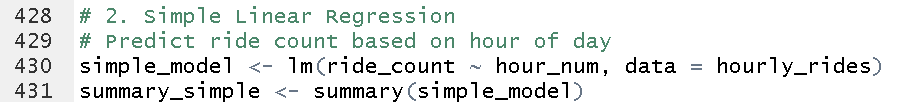 428 # 2. Simple Linear Regression
429 # Predict ride count based on hour of day
430 simple_model <- lm(ride_count ~ hour_num, data = hourly_rides)
431 summary_simple <- summary(simple_model)